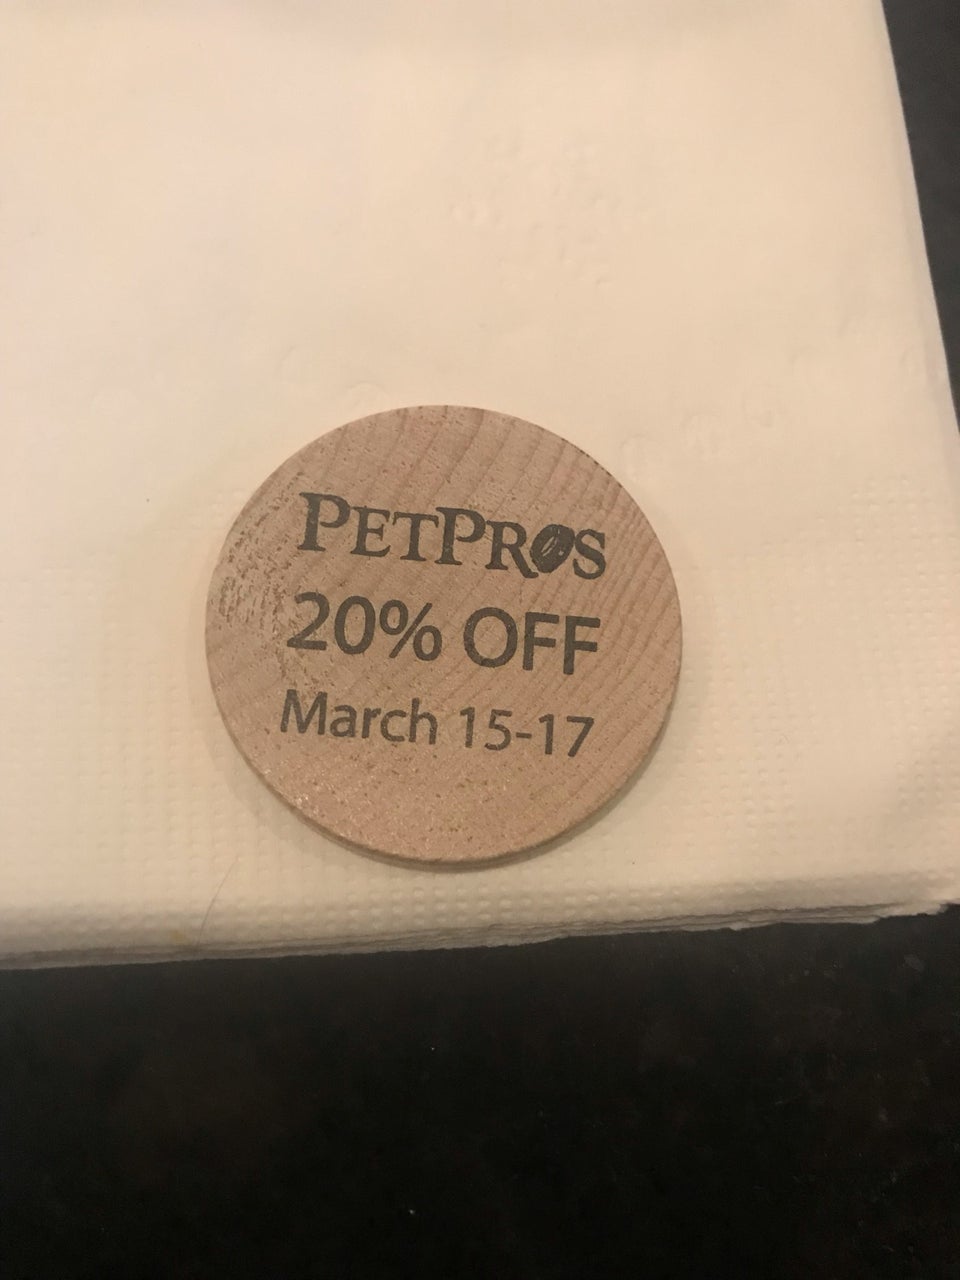 PETPROS
20% OFF
March 15-17